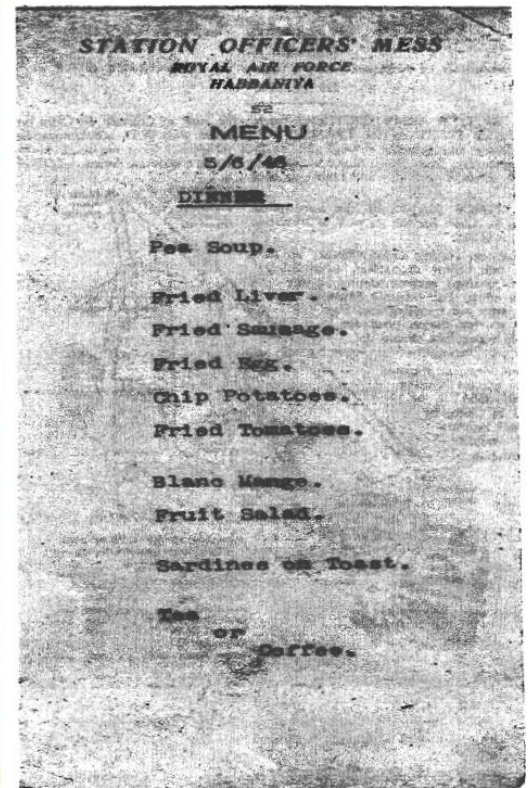 STATION OFFICERS' MESS
ROYAL AIR FORCE
HABBANIYA
MENU
5/6/46
DINNER
Pea Soup.
Fried Liver.
Fried Sausage.
Fried Egg.
Chip Potatoes.
Fried Tomatoes.
Blanc Mange.
Fruit Salad.
Sardines on Toast.
Tea
or
Coffee.